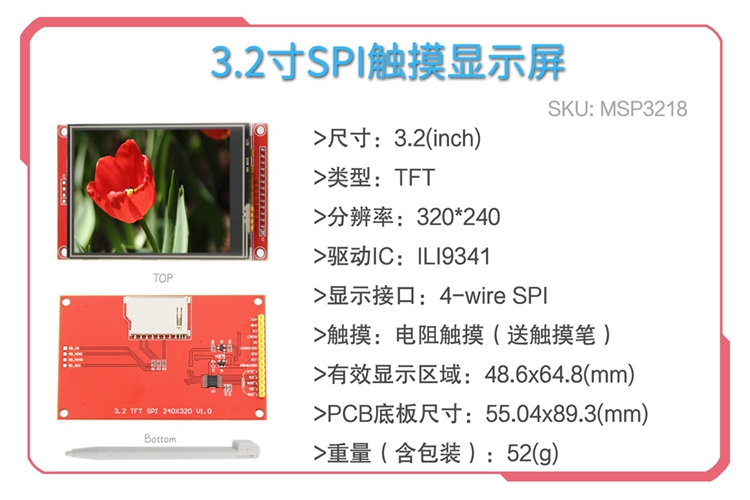 3.2寸SPI触摸显示屏
SKU: MSP3218
>尺寸：3.2(inch)
>类型：TFT
>分辨率：320*240
>驱动IC：ILI9341
>显示接口：4-wire SPI
>触摸：电阻触摸（送触摸笔）
>有效显示区域：48.6x64.8(mm)
>PCB底板尺寸：55.04x89.3(mm)
>重量（含包装）：52(g)
TOP
3.2 TFT SPI 240X320 V1.0
Bottom